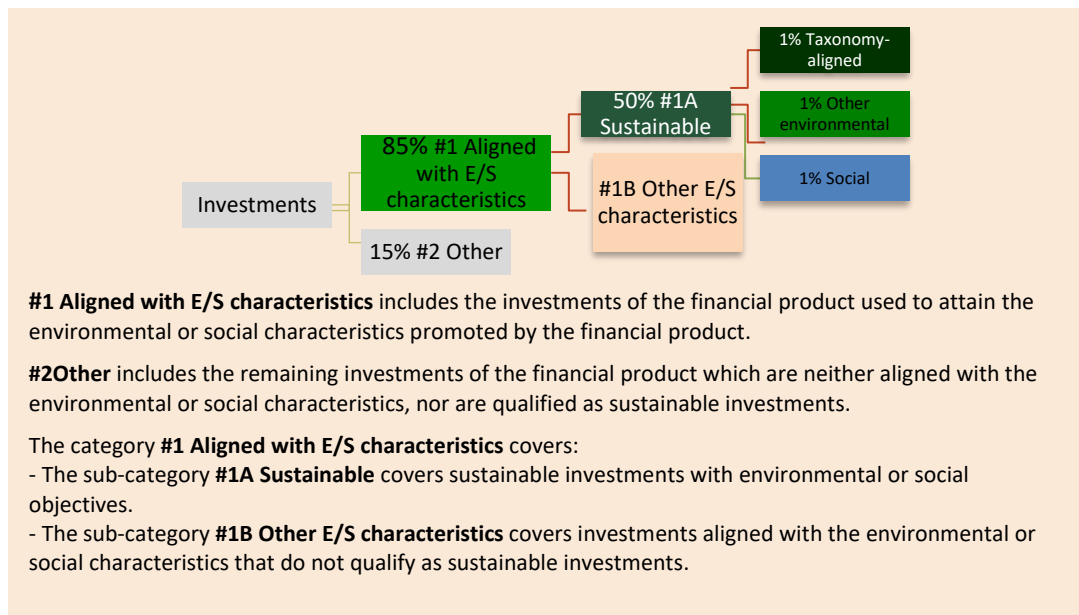 1% Taxonomy-
aligned
50% #1A
Sustainable
1% Other
environmental
85% #1 Aligned
with E/S
characteristics
1% Social
#1B Other E/S
characteristics
Investments
15% #2 Other
#1 Aligned with E/S characteristics includes the investments of the financial product used to attain the
environmental or social characteristics promoted by the financial product.
#2Other includes the remaining investments of the financial product which are neither aligned with the
environmental or social characteristics, nor are qualified as sustainable investments.
The category #1 Aligned with E/S characteristics covers:
- The sub-category #1A Sustainable covers sustainable investments with environmental or social
objectives.
- The sub-category #1B Other E/S characteristics covers investments aligned with the environmental or
social characteristics that do not qualify as sustainable investments.